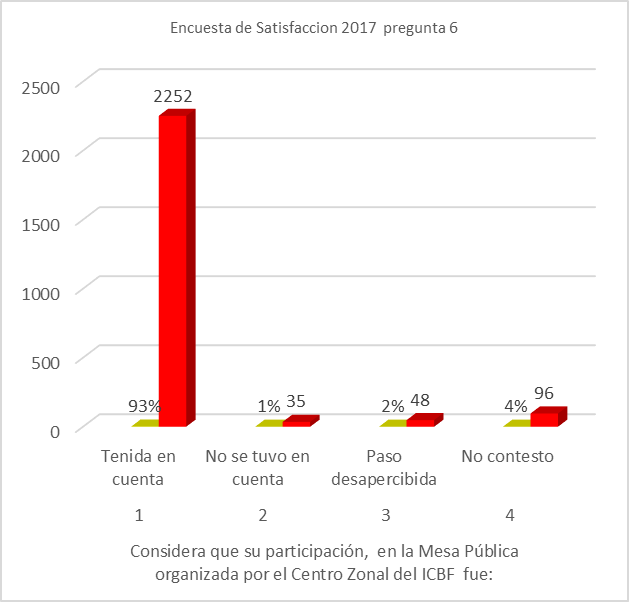 Encuesta de Satisfaccion 2017 pregunta 6
2500
2000
1500
1000
500
0
2252
93%
1%
35
2%
48
4%
96
Tenida en
cuenta
No se tuvo en
cuenta
Paso
desapercibida
No contesto
1
2
3
4
Considera que su participación, en la Mesa Pública
organizada por el Centro Zonal del ICBF fue: